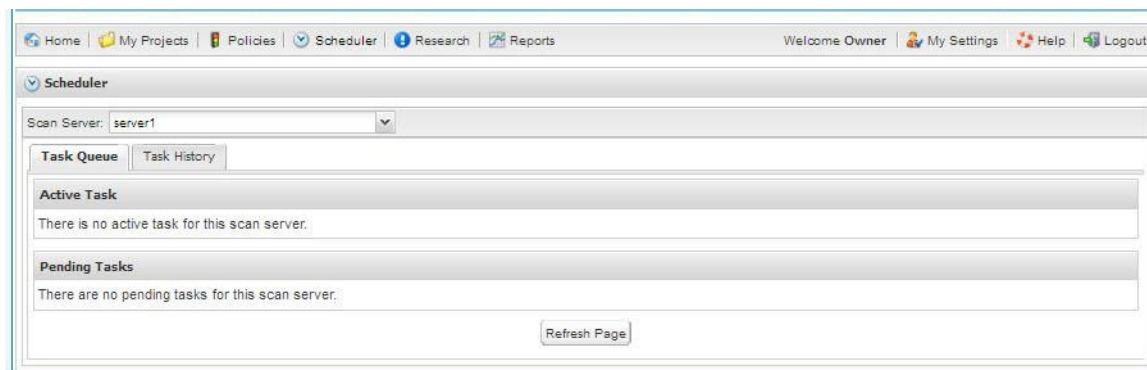 Home | My Projects | Policies | Scheduler | Research | Reports Welcome Owner | My Settings Help | Logout
Scheduler
Scan Server: server1
Task Queue Task History
Active Task
There is no active task for this scan server.
Pending Tasks
There are no pending tasks for this scan server.
Refresh Page